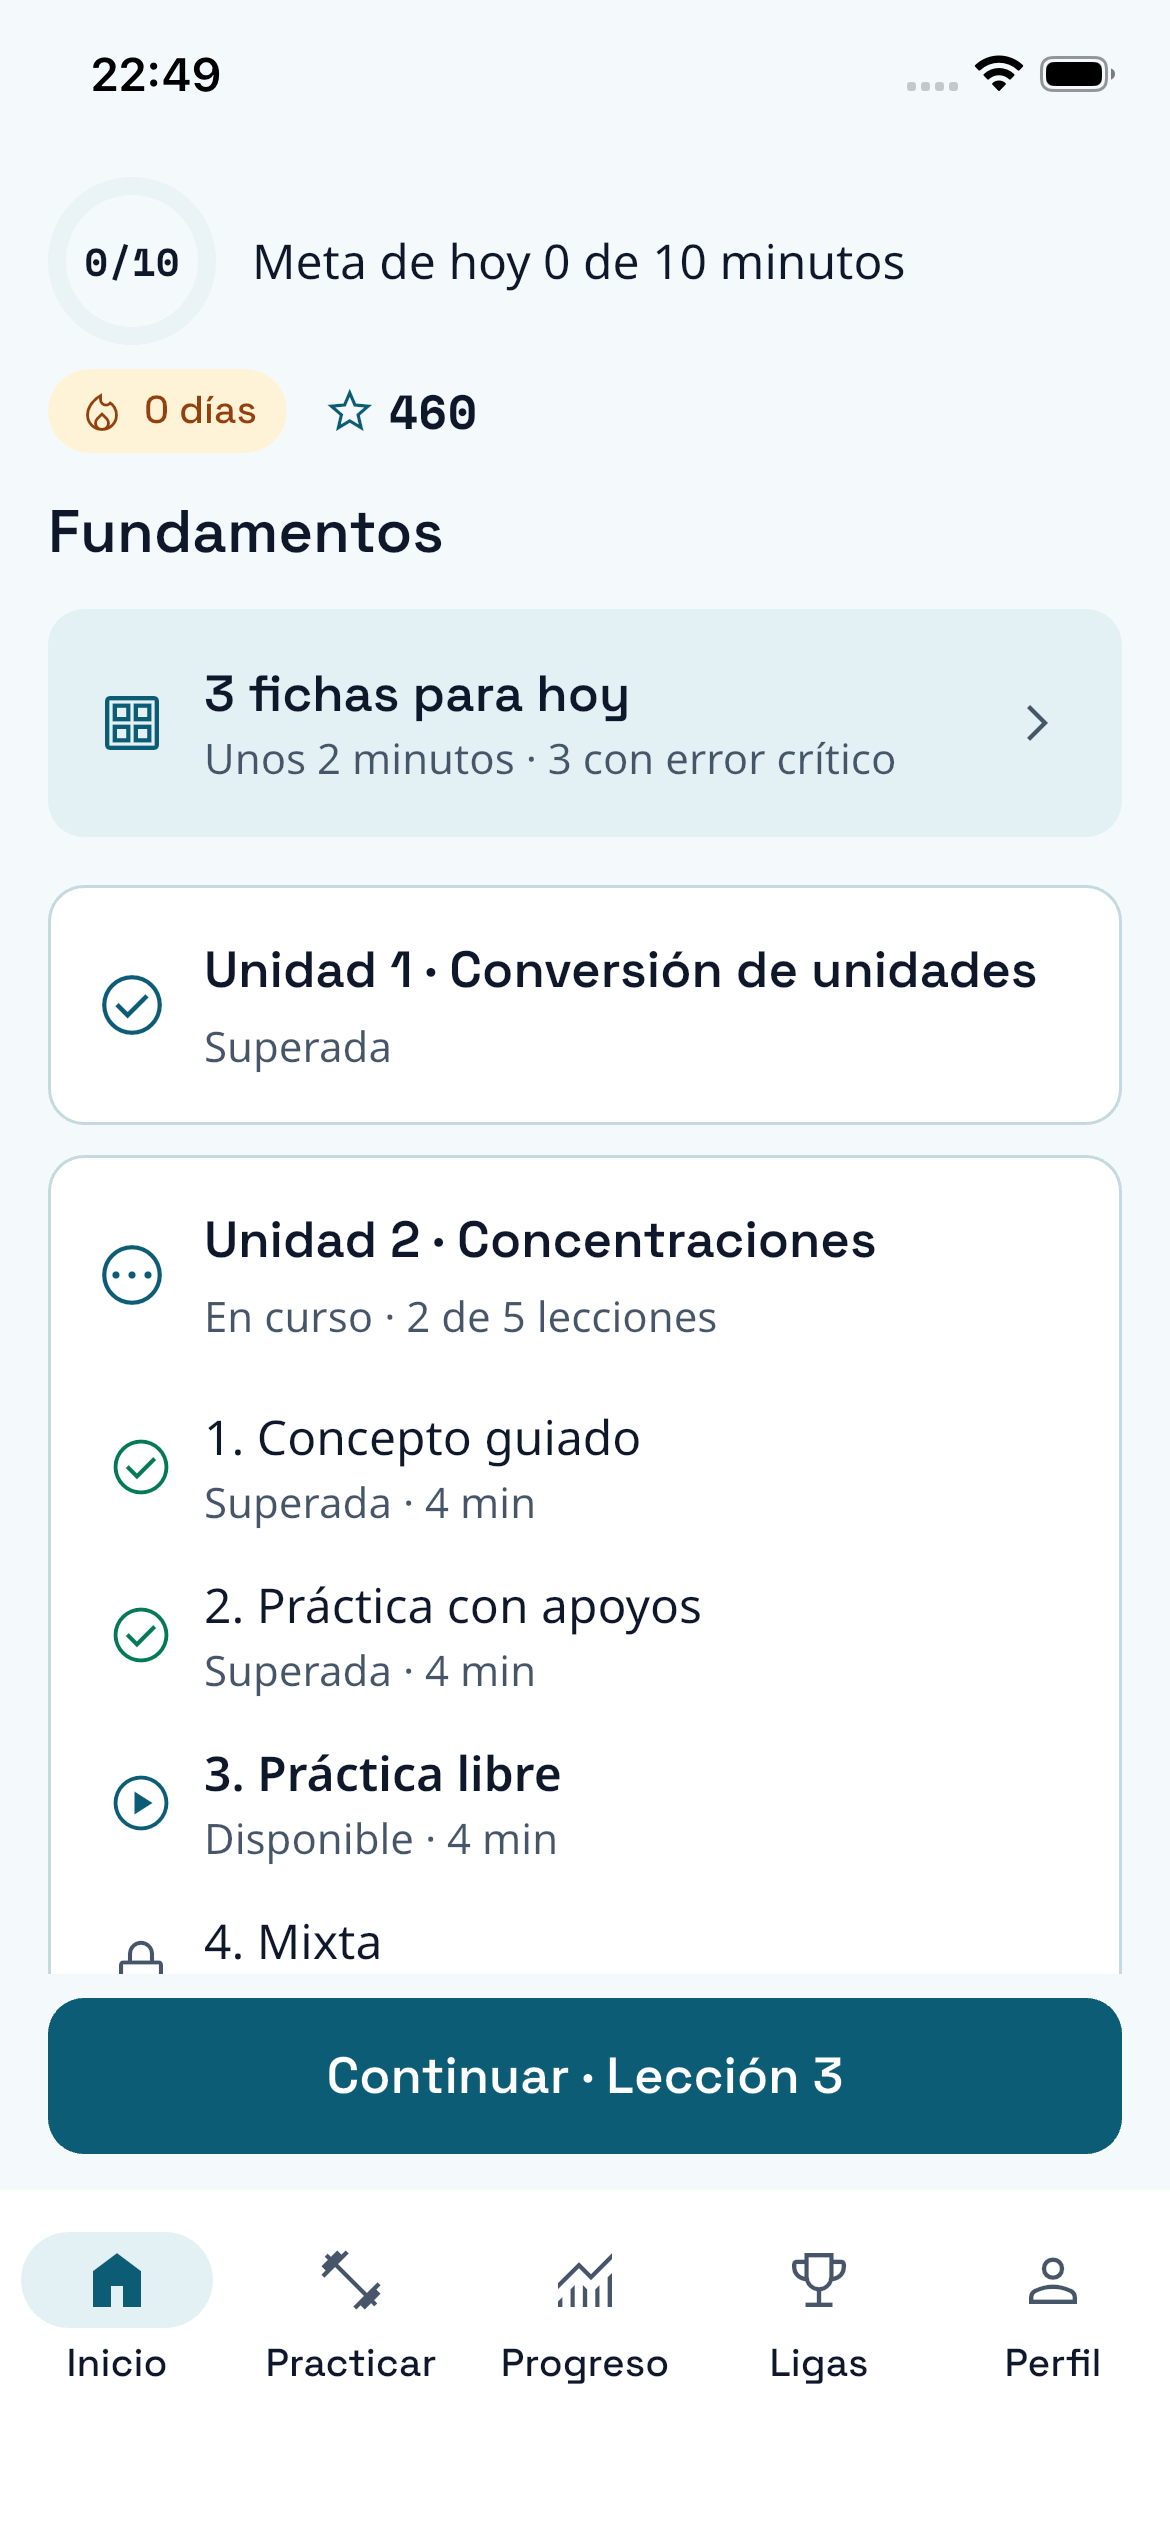 22:49
0/10
Meta de hoy 0 de 10 minutos
0 días
460
Fundamentos
3 fichas para hoy
Unos 2 minutos · 3 con error crítico
Unidad 1 · Conversión de unidades
Superada
Unidad 2 · Concentraciones
En curso · 2 de 5 lecciones
1. Concepto guiado
Superada · 4 min
2. Práctica con apoyos
Superada · 4 min
3. Práctica libre
Disponible · 4 min
4. Mixta
Continuar · Lección 3
Inicio
Practicar
Progreso
Ligas
Perfil